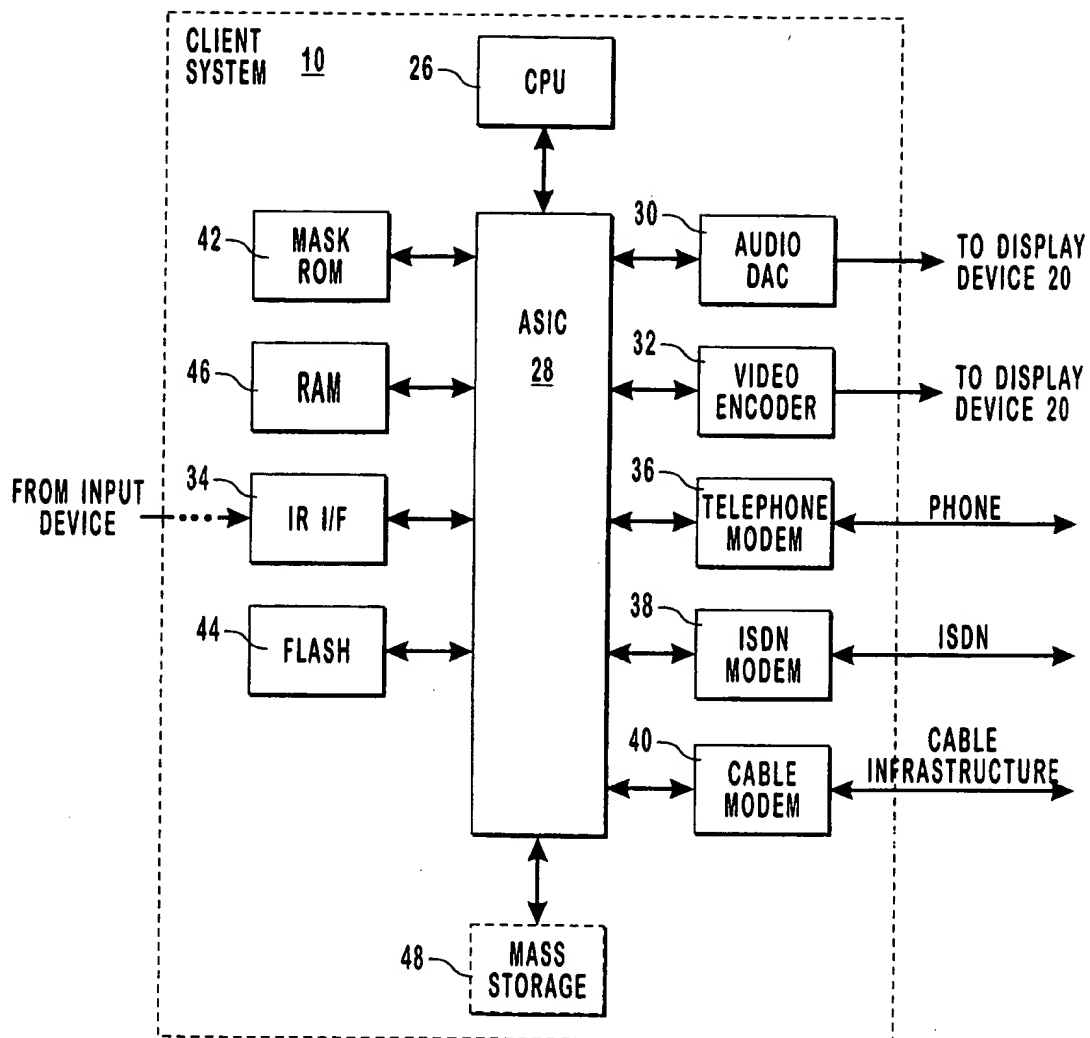 CLIENT
SYSTEM 10
26
CPU
42
MASK
ROM
46
RAM
FROM INPUT
DEVICE
34
IR I/F
44
FLASH
ASIC
28
30
AUDIO
DAC
TO DISPLAY
DEVICE 20
32
VIDEO
ENCODER
TO DISPLAY
DEVICE 20
36
TELEPHONE
MODEM
PHONE
38
ISDN
MODEM
ISDN
40
CABLE
MODEM
CABLE
INFRASTRUCTURE
48
MASS
STORAGE